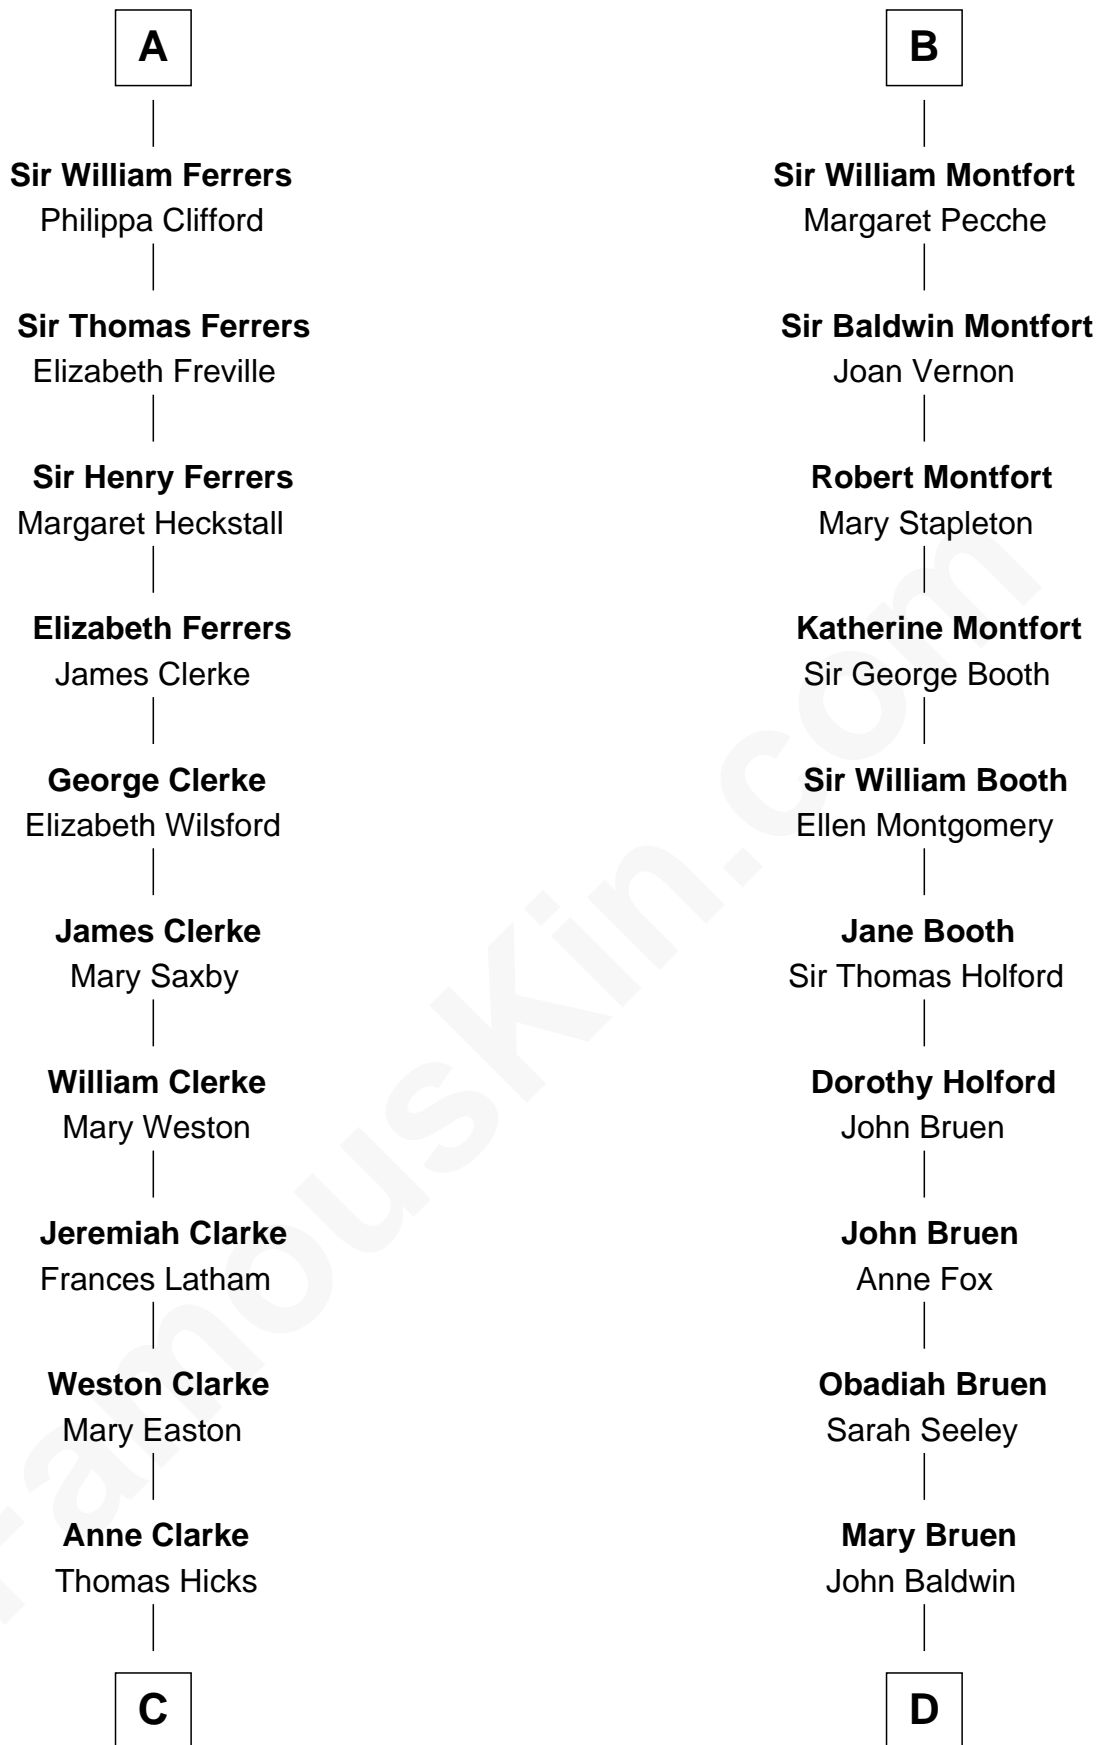 A
Sir William Ferrers
Philippa Clifford
Sir Thomas Ferrers
Elizabeth Freville
Sir Henry Ferrers
Margaret Heckstall
Elizabeth Ferrers
James Clerke
George Clerke
Elizabeth Wilsford
James Clerke
Mary Saxby
William Clerke
Mary Weston
Jeremiah Clarke
Frances Latham
Weston Clarke
Mary Easton
Anne Clarke
Thomas Hicks
C
B
Sir William Montfort
Margaret Pecche
Sir Baldwin Montfort
Joan Vernon
Robert Montfort
Mary Stapleton
Katherine Montfort
Sir George Booth
Sir William Booth
Ellen Montgomery
Jane Booth
Sir Thomas Holford
Dorothy Holford
John Bruen
John Bruen
Anne Fox
Obadiah Bruen
Sarah Seeley
Mary Bruen
John Baldwin
D
FamousKin.com